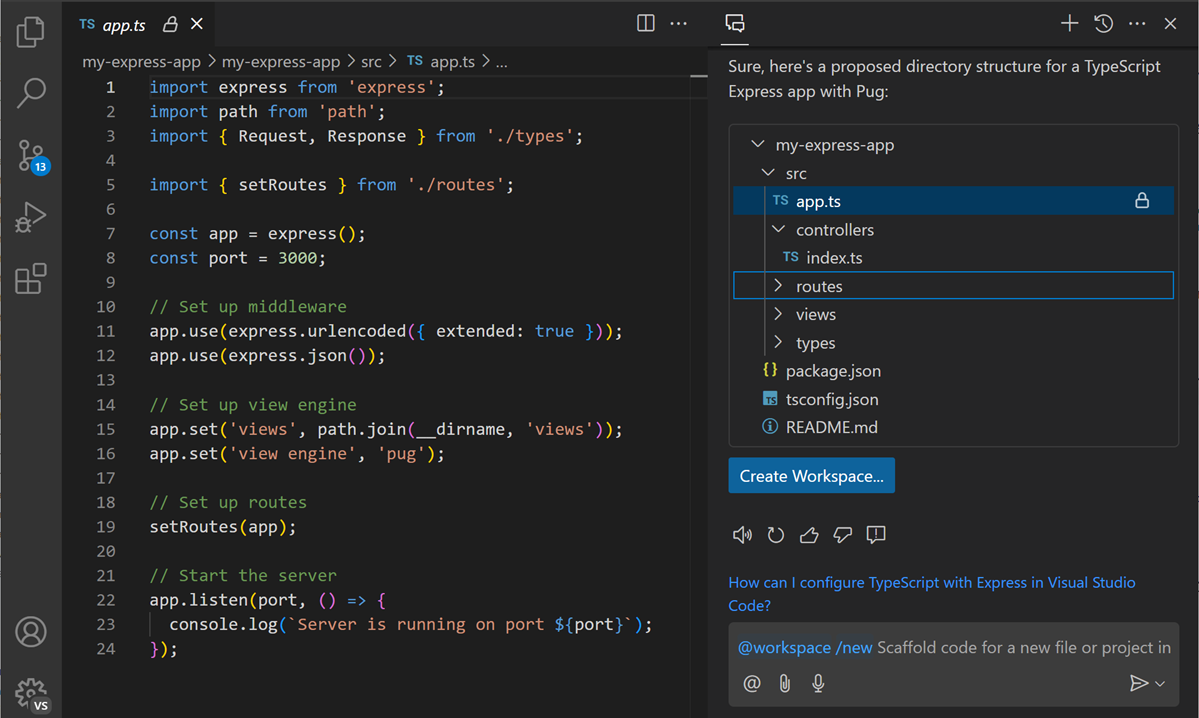 TS app.ts
my-express-app > my-express-app > src > TS app.ts > ...
1 import express from 'express';
2 import path from 'path';
3 import { Request, Response } from './types';
4
5 import { setRoutes } from './routes';
6
7 const app = express();
8 const port = 3000;
9
10 // Set up middleware
11 app.use(express.urlencoded({ extended: true }));
12 app.use(express.json());
13
14 // Set up view engine
15 app.set('views', path.join(__dirname, 'views'));
16 app.set('view engine', 'pug');
17
18 // Set up routes
19 setRoutes(app);
20
21 // Start the server
22 app.listen(port, () => {
23   console.log(`Server is running on port ${port}`);
24 });
13
VS
Sure, here's a proposed directory structure for a TypeScript
Express app with Pug:
my-express-app
src
TS app.ts
controllers
TS index.ts
routes
views
types
{} package.json
TS tsconfig.json
README.md
Create Workspace...
How can I configure TypeScript with Express in Visual Studio
Code?
@workspace /new Scaffold code for a new file or project in
@